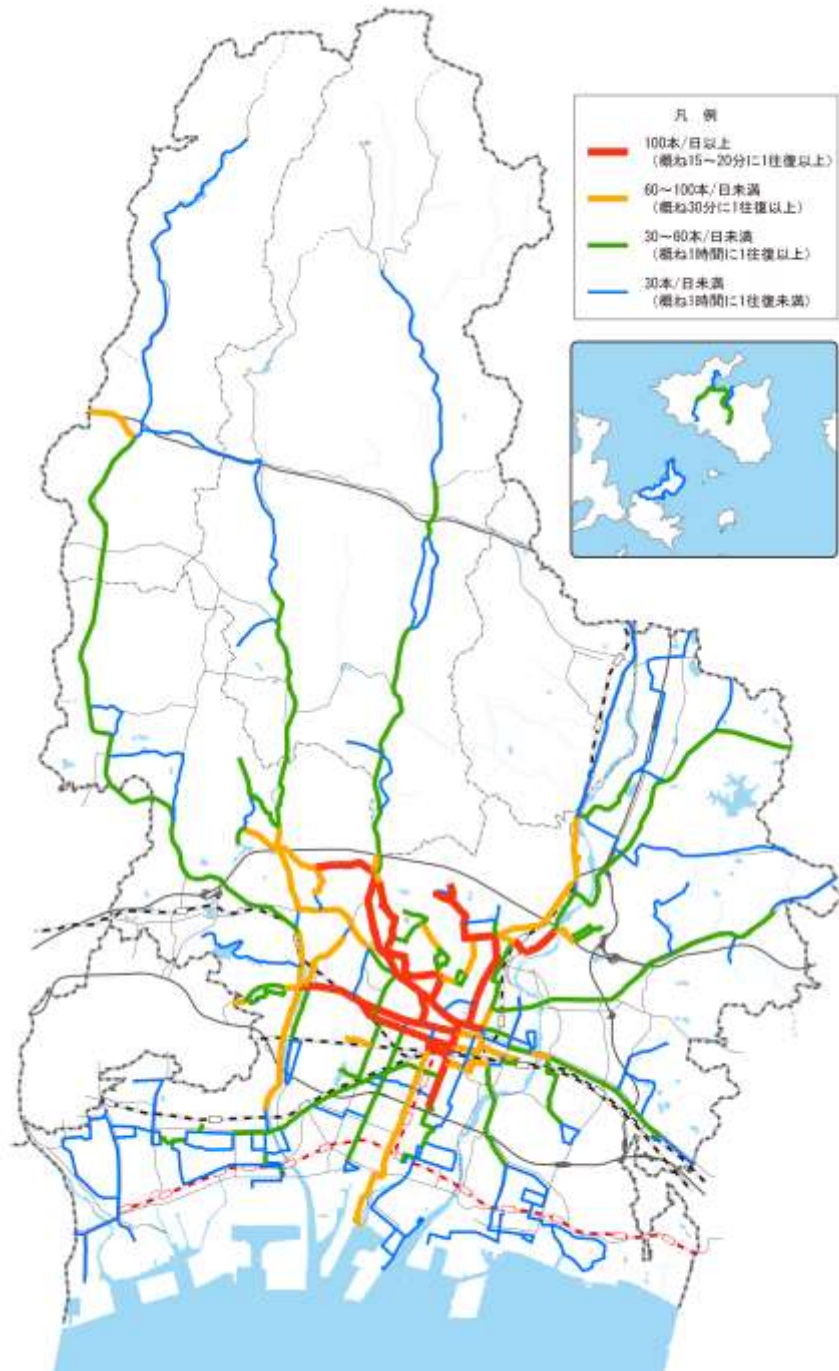 凡 例
100本/日以上
(概ね15~20分に1往復以上)
60~100本/日未満
(概ね30分に1往復以上)
30~60本/日未満
(概ね1時間に1往復以上)
30本/日未満
(概ね1時間に1往復未満)